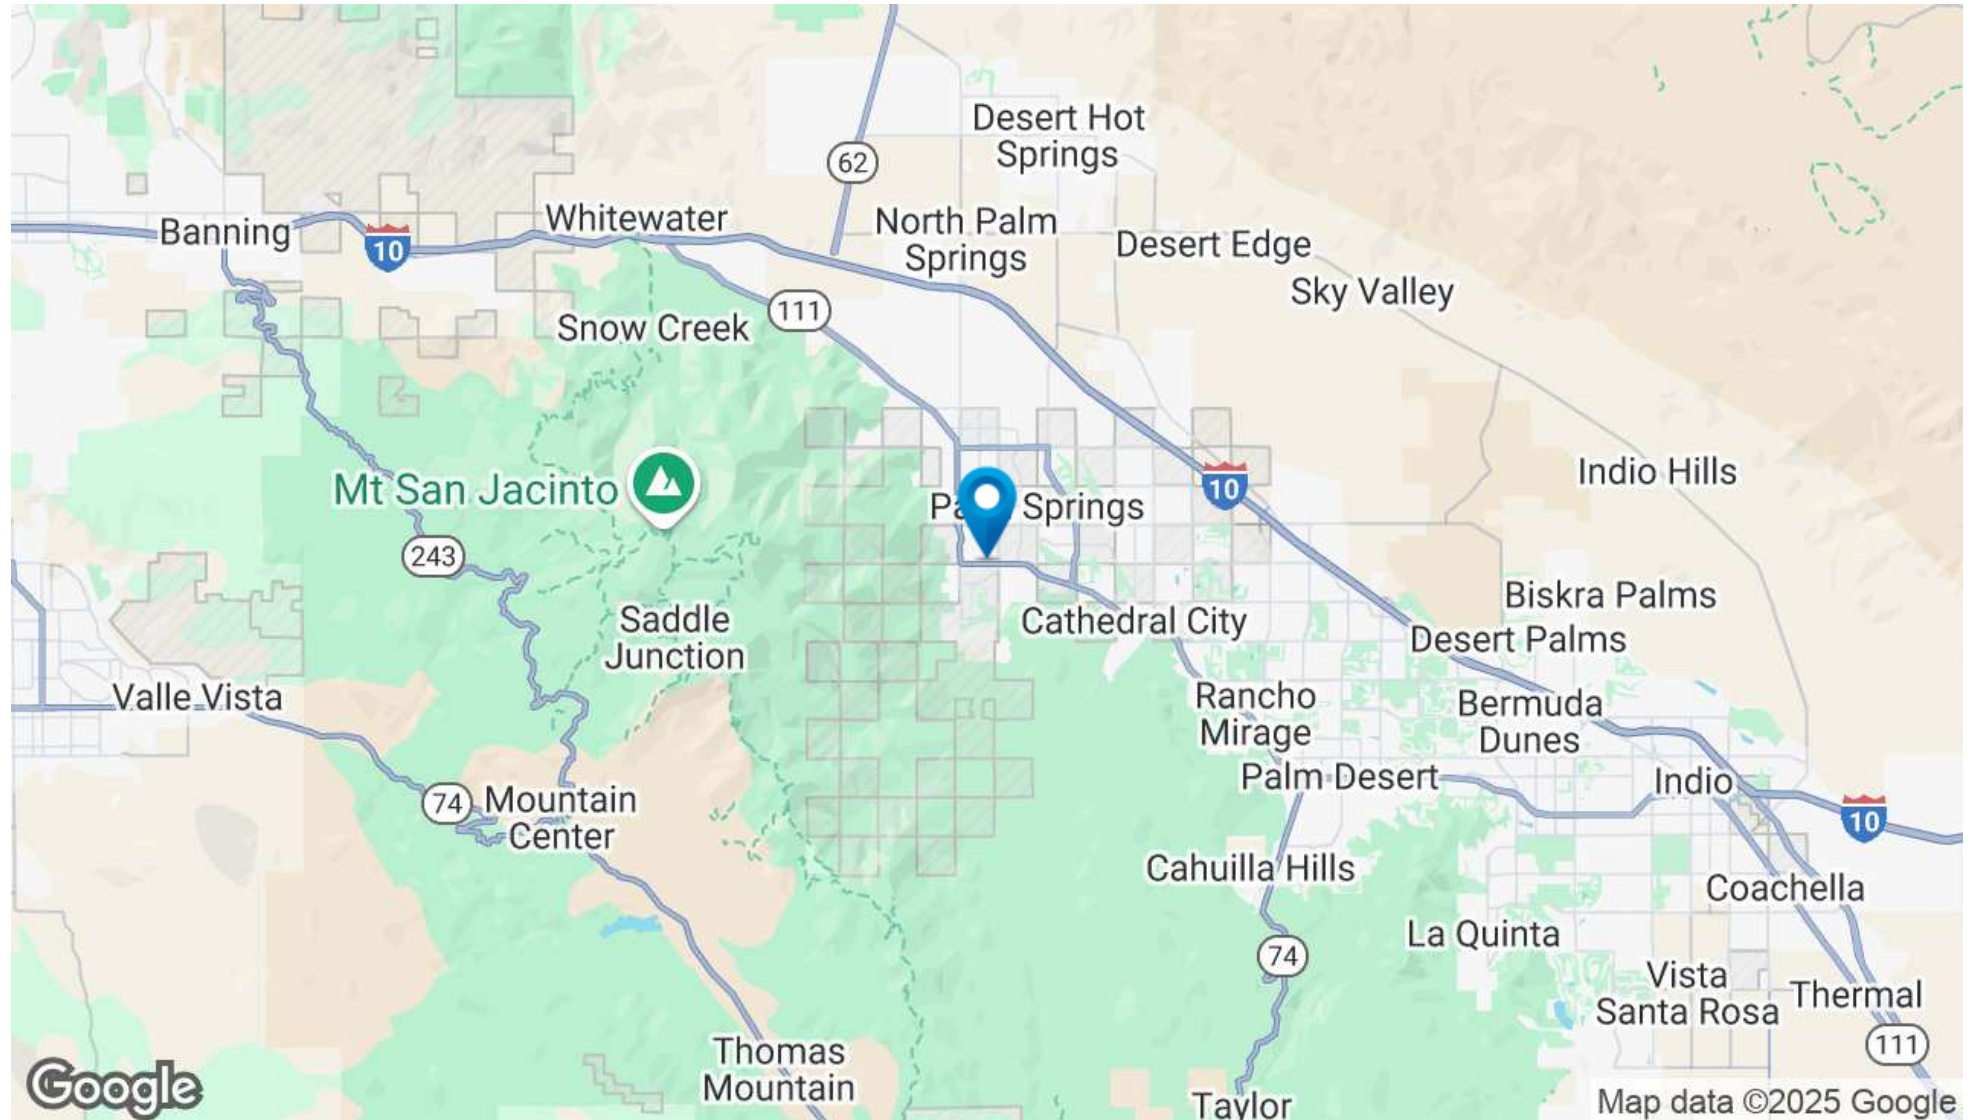 Desert Hot
Springs
62
Banning
10
Whitewater
North Palm
Springs
Desert Edge
Sky Valley
111
Snow Creek
Mt San Jacinto
Springs
10
Indio Hills
243
Saddle
Junction
Cathedral City
Biskra Palms
Desert Palms
Valle Vista
Rancho
Mirage
Bermuda
Dunes
Palm Desert
Indio
74
Mountain
Center
10
Cahuilla Hills
Coachella
La Quinta
74
Vista
Santa Rosa
Thermal
111
Thomas
Mountain
Taylor
Google
Map data ©2025 Google